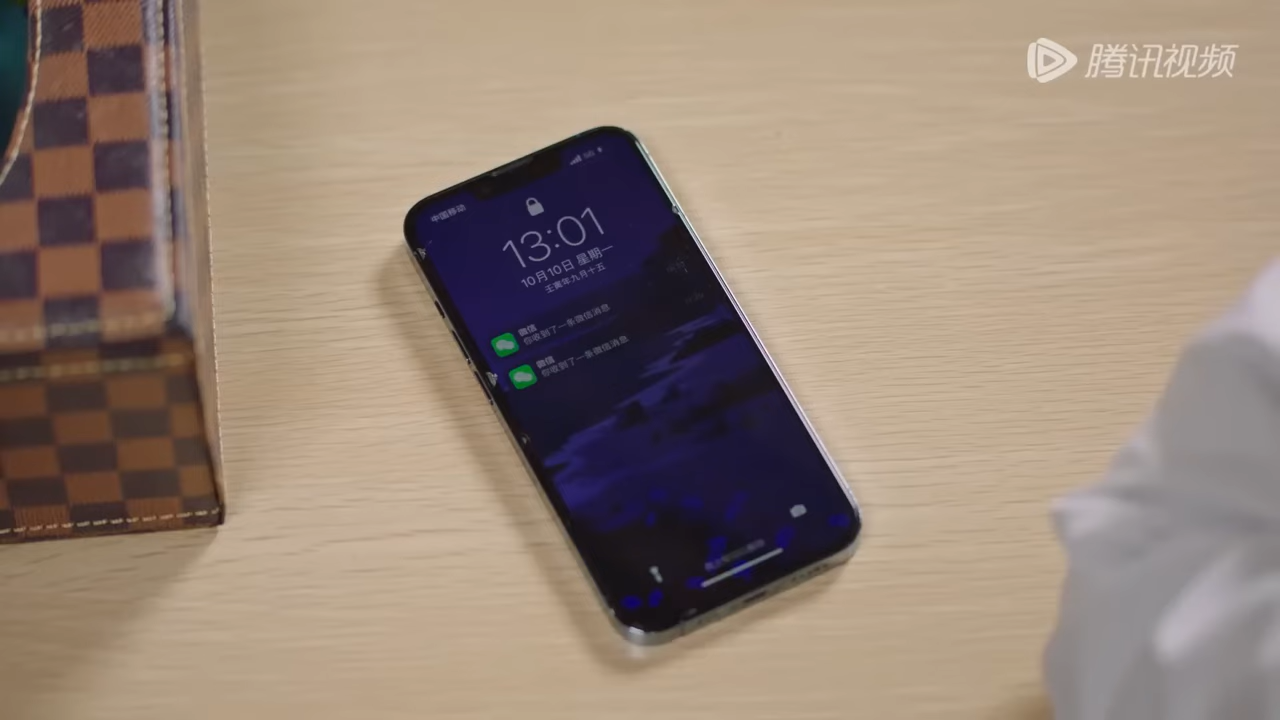 腾讯视频
中国移动
13:01
10月10日 星期一
壬寅年九月十五
微信
你收到了一条微信消息
微信
你收到了一条微信消息